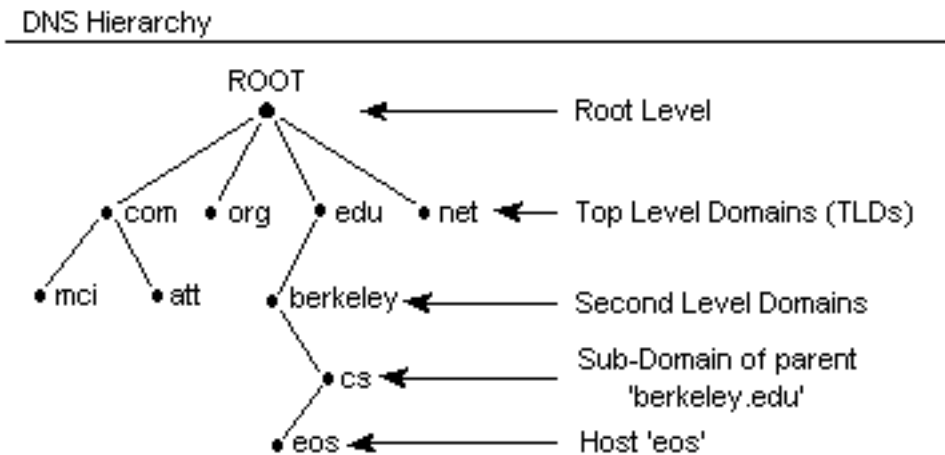 DNS Hierarchy
ROOT
Root Level
com org edu net Top Level Domains (TLDs)
mci att berkeley Second Level Domains
cs Sub-Domain of parent
'berkeley.edu'
eos Host 'eos'